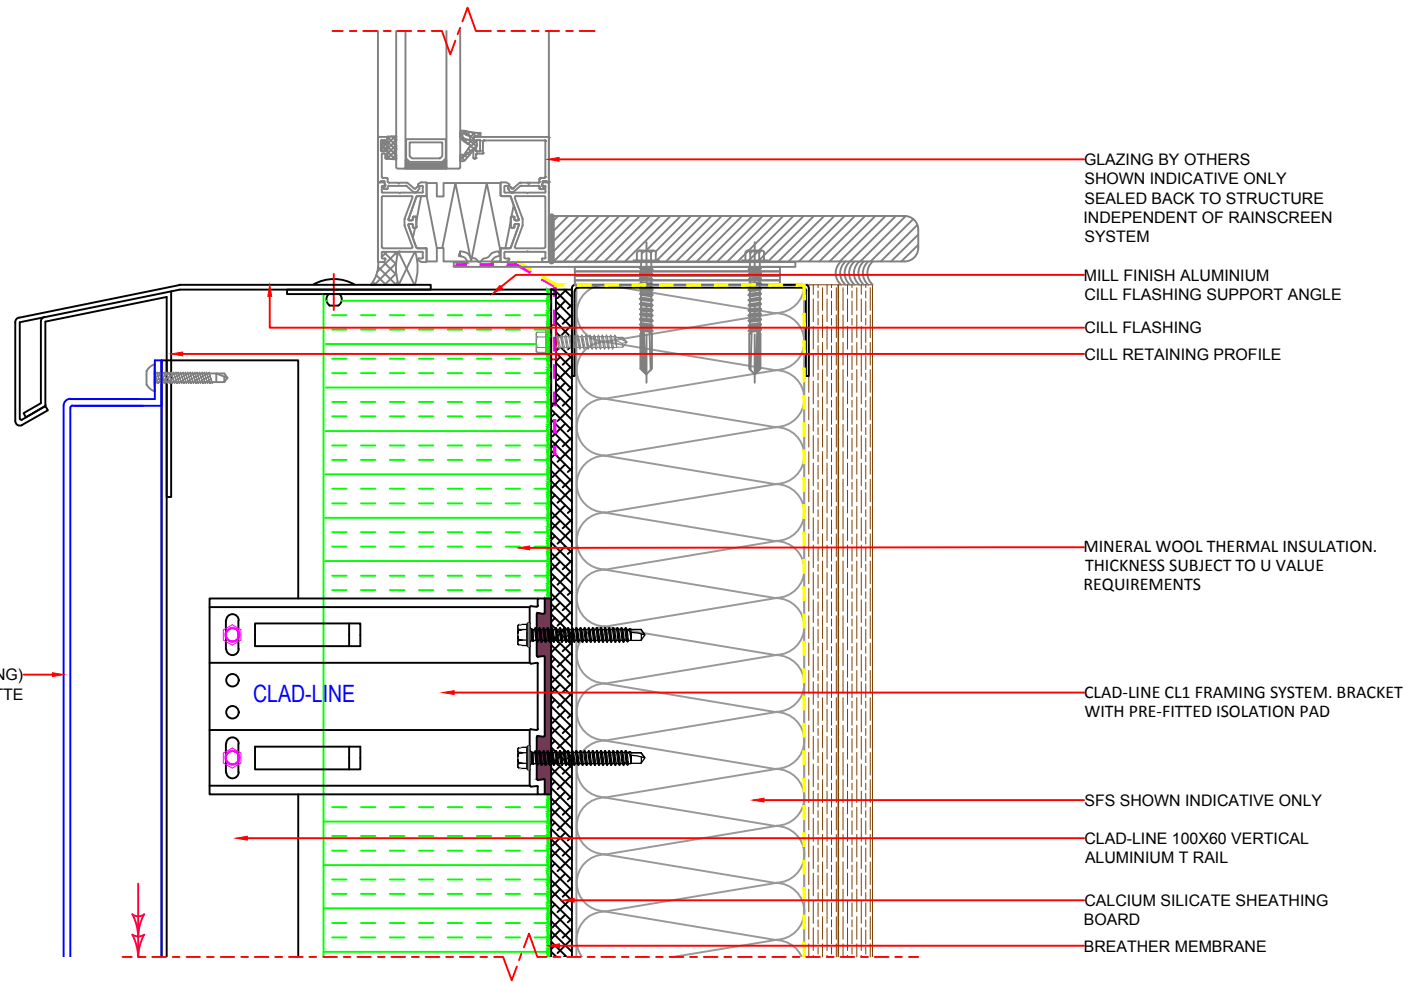 GLAZING BY OTHERS
SHOWN INDICATIVE ONLY
SEALED BACK TO STRUCTURE
INDEPENDENT OF RAINSCREEN
SYSTEM
MILL FINISH ALUMINIUM
CILL FLASHING SUPPORT ANGLE
CILL FLASHING
CILL RETAINING PROFILE
MINERAL WOOL THERMAL INSULATION.
THICKNESS SUBJECT TO U VALUE
REQUIREMENTS
NG)
TTE
CLAD-LINE
CLAD-LINE CL1 FRAMING SYSTEM. BRACKET
WITH PRE-FITTED ISOLATION PAD
SFS SHOWN INDICATIVE ONLY
CLAD-LINE 100X60 VERTICAL
ALUMINIUM T RAIL
CALCIUM SILICATE SHEATHING
BOARD
BREATHER MEMBRANE